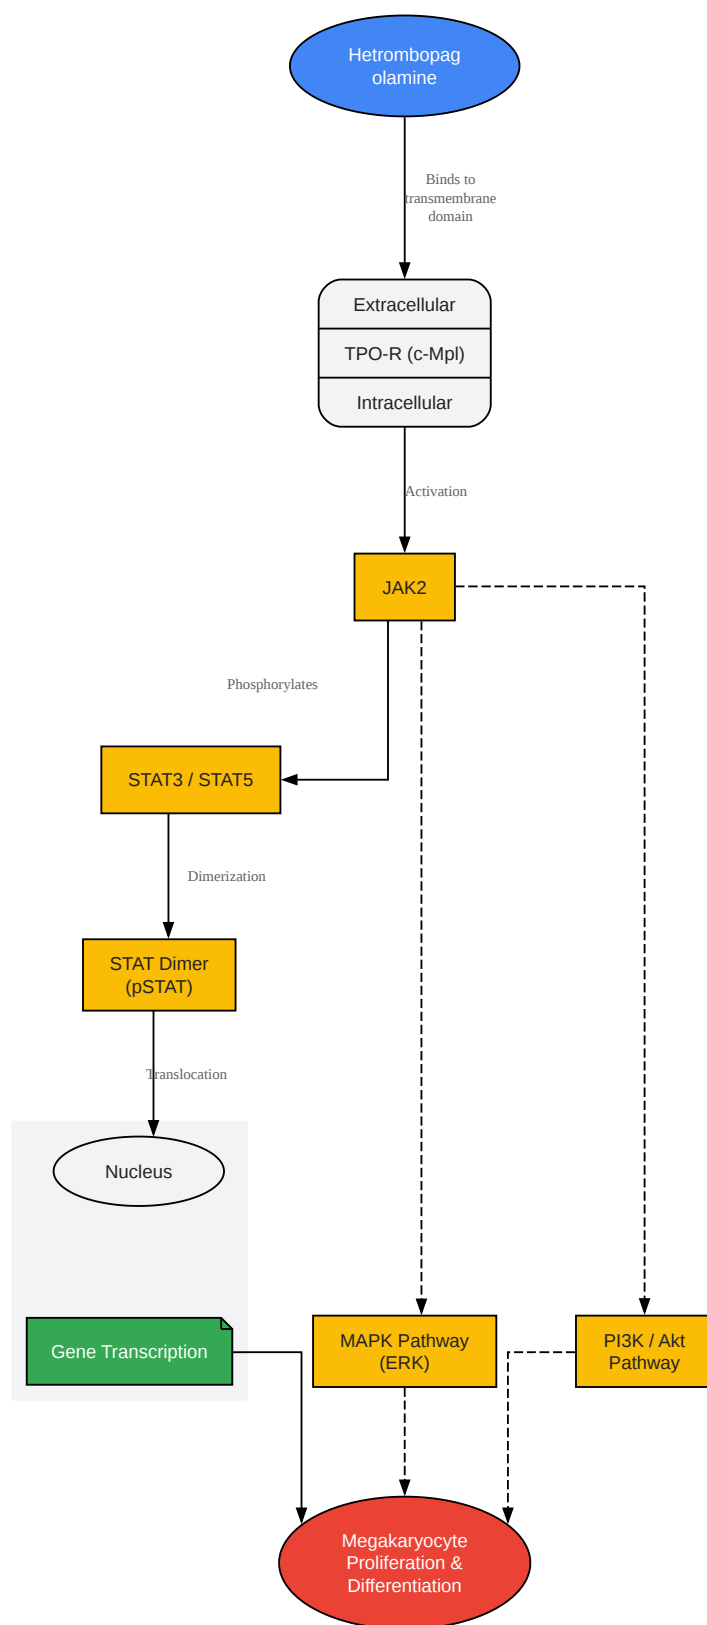 Hetrombopag
olamine
Binds to
transmembrane
domain
Extracellular
TPO-R (c-Mpl)
Intracellular
Activation
JAK2
Phosphorylates
STAT3 / STAT5
Dimerization
STAT Dimer
(pSTAT)
Translocation
Nucleus
Gene Transcription
MAPK Pathway
(ERK)
PI3K / Akt
Pathway
Megakaryocyte
Proliferation &
Differentiation